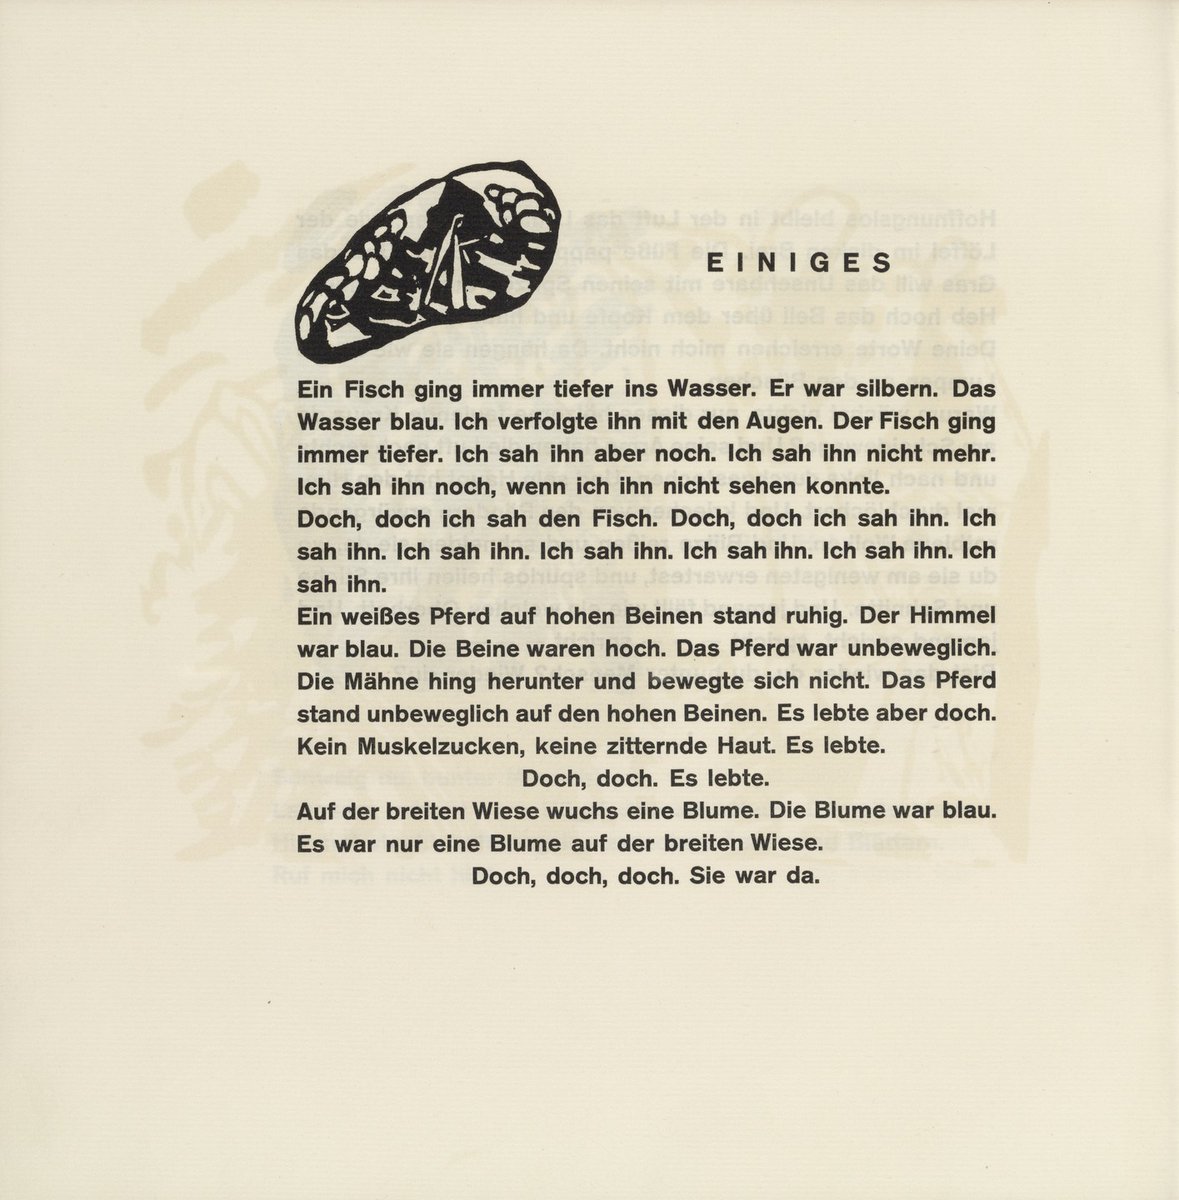 EINIGES
Ein Fisch ging immer tiefer ins Wasser. Er war silbern. Das
Wasser blau. Ich verfolgte ihn mit den Augen. Der Fisch ging
immer tiefer. Ich sah ihn aber noch. Ich sah ihn nicht mehr.
Ich sah ihn noch, wenn ich ihn nicht sehen konnte.
Doch, doch ich sah den Fisch. Doch, doch ich sah ihn. Ich
sah ihn. Ich sah ihn. Ich sah ihn. Ich sah ihn. Ich sah ihn. Ich
sah ihn.
Ein weißes Pferd auf hohen Beinen stand ruhig. Der Himmel
war blau. Die Beine waren hoch. Das Pferd war unbeweglich.
Die Mähne hing herunter und bewegte sich nicht. Das Pferd
stand unbeweglich auf den hohen Beinen. Es lebte aber doch.
Kein Muskelzucken, keine zitternde Haut. Es lebte.
Doch, doch. Es lebte.
Auf der breiten Wiese wuchs eine Blume. Die Blume war blau.
Es war nur eine Blume auf der breiten Wiese.
Doch, doch, doch. Sie war da.